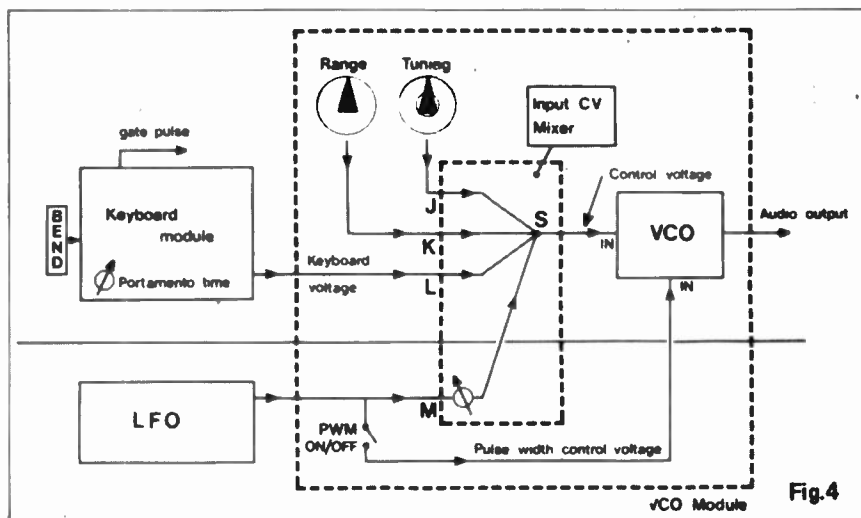 Range
Tuning
Input CV
Mixer
gate pulse
Control voltage
J
Keyboard
module
BEND
S
VCO
Audio output
IN
K
Portamento time
Keyboard
voltage
L
IN
LFO
M
PWM
ON/OFF
Pulse width control voltage
Fig.4
VCO Module